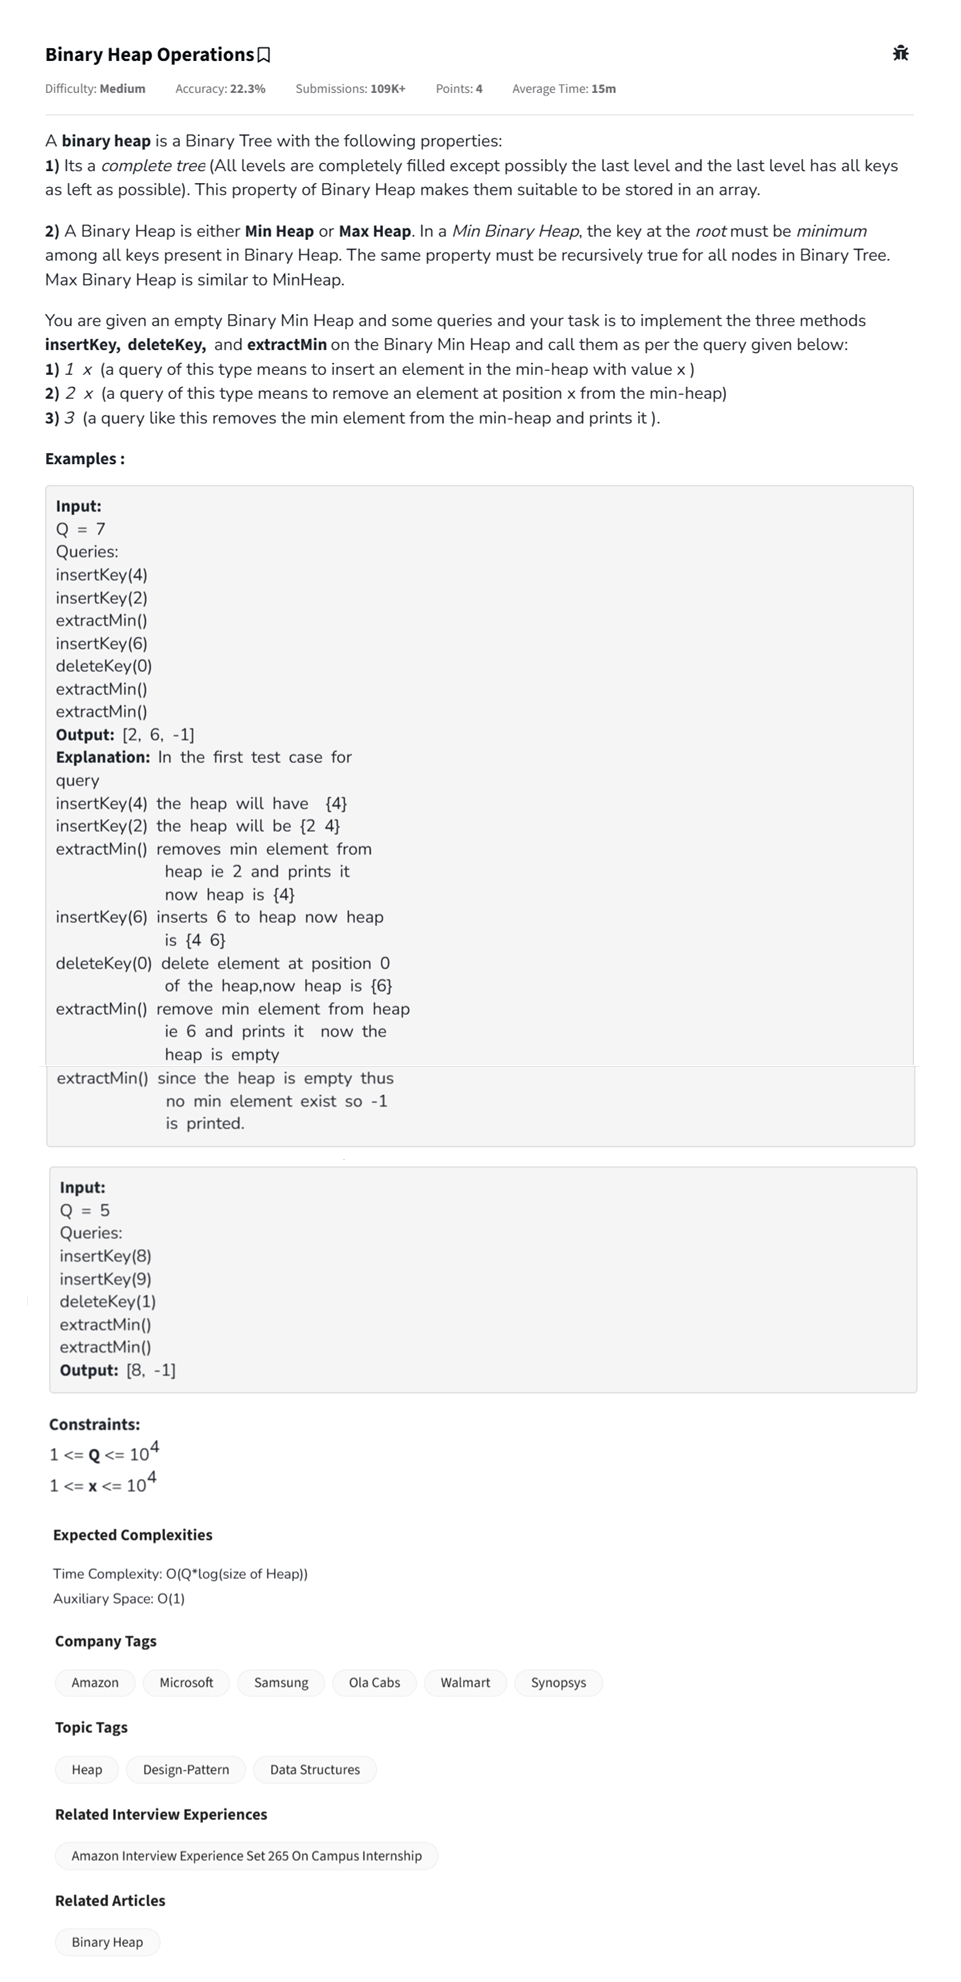 Binary Heap Operations
Difficulty: Medium Accuracy: 22.3% Submissions: 109K+ Points: 4 Average Time: 15m
A binary heap is a Binary Tree with the following properties:
1) Its a complete tree (All levels are completely filled except possibly the last level and the last level has all keys
as left as possible). This property of Binary Heap makes them suitable to be stored in an array.
2) A Binary Heap is either Min Heap or Max Heap. In a Min Binary Heap, the key at the root must be minimum
among all keys present in Binary Heap. The same property must be recursively true for all nodes in Binary Tree.
Max Binary Heap is similar to MinHeap.
You are given an empty Binary Min Heap and some queries and your task is to implement the three methods
insertKey, deleteKey, and extractMin on the Binary Min Heap and call them as per the query given below:
1) 1 x (a query of this type means to insert an element in the min-heap with value x )
2) 2 x (a query of this type means to remove an element at position x from the min-heap)
3) 3 (a query like this removes the min element from the min-heap and prints it ).
Examples :
Input:
Q = 7
Queries:
insertKey(4)
insertKey(2)
extractMin()
insertKey(6)
deleteKey(0)
extractMin()
extractMin()
Output: [2, 6, -1]
Explanation: In the first test case for
query
insertKey(4) the heap will have {4}
insertKey(2) the heap will be {2 4}
extractMin() removes min element from
heap ie 2 and prints it
now heap is {4}
insertKey(6) inserts 6 to heap now heap
is {4 6}
deleteKey(0) delete element at position 0
of the heap,now heap is {6}
extractMin() remove min element from heap
ie 6 and prints it now the
heap is empty
extractMin() since the heap is empty thus
no min element exist so -1
is printed.
Input:
Q = 5
Queries:
insertKey(8)
insertKey(9)
deleteKey(1)
extractMin()
extractMin()
Output: [8, -1]
Constraints:
1 <= Q <= 10^4
1 <= x <= 10^4
Expected Complexities
Time Complexity: O(Q*log(size of Heap))
Auxiliary Space: O(1)
Company Tags
Amazon Microsoft Samsung Ola Cabs Walmart Synopsys
Topic Tags
Heap Design-Pattern Data Structures
Related Interview Experiences
Amazon Interview Experience Set 265 On Campus Internship
Related Articles
Binary Heap